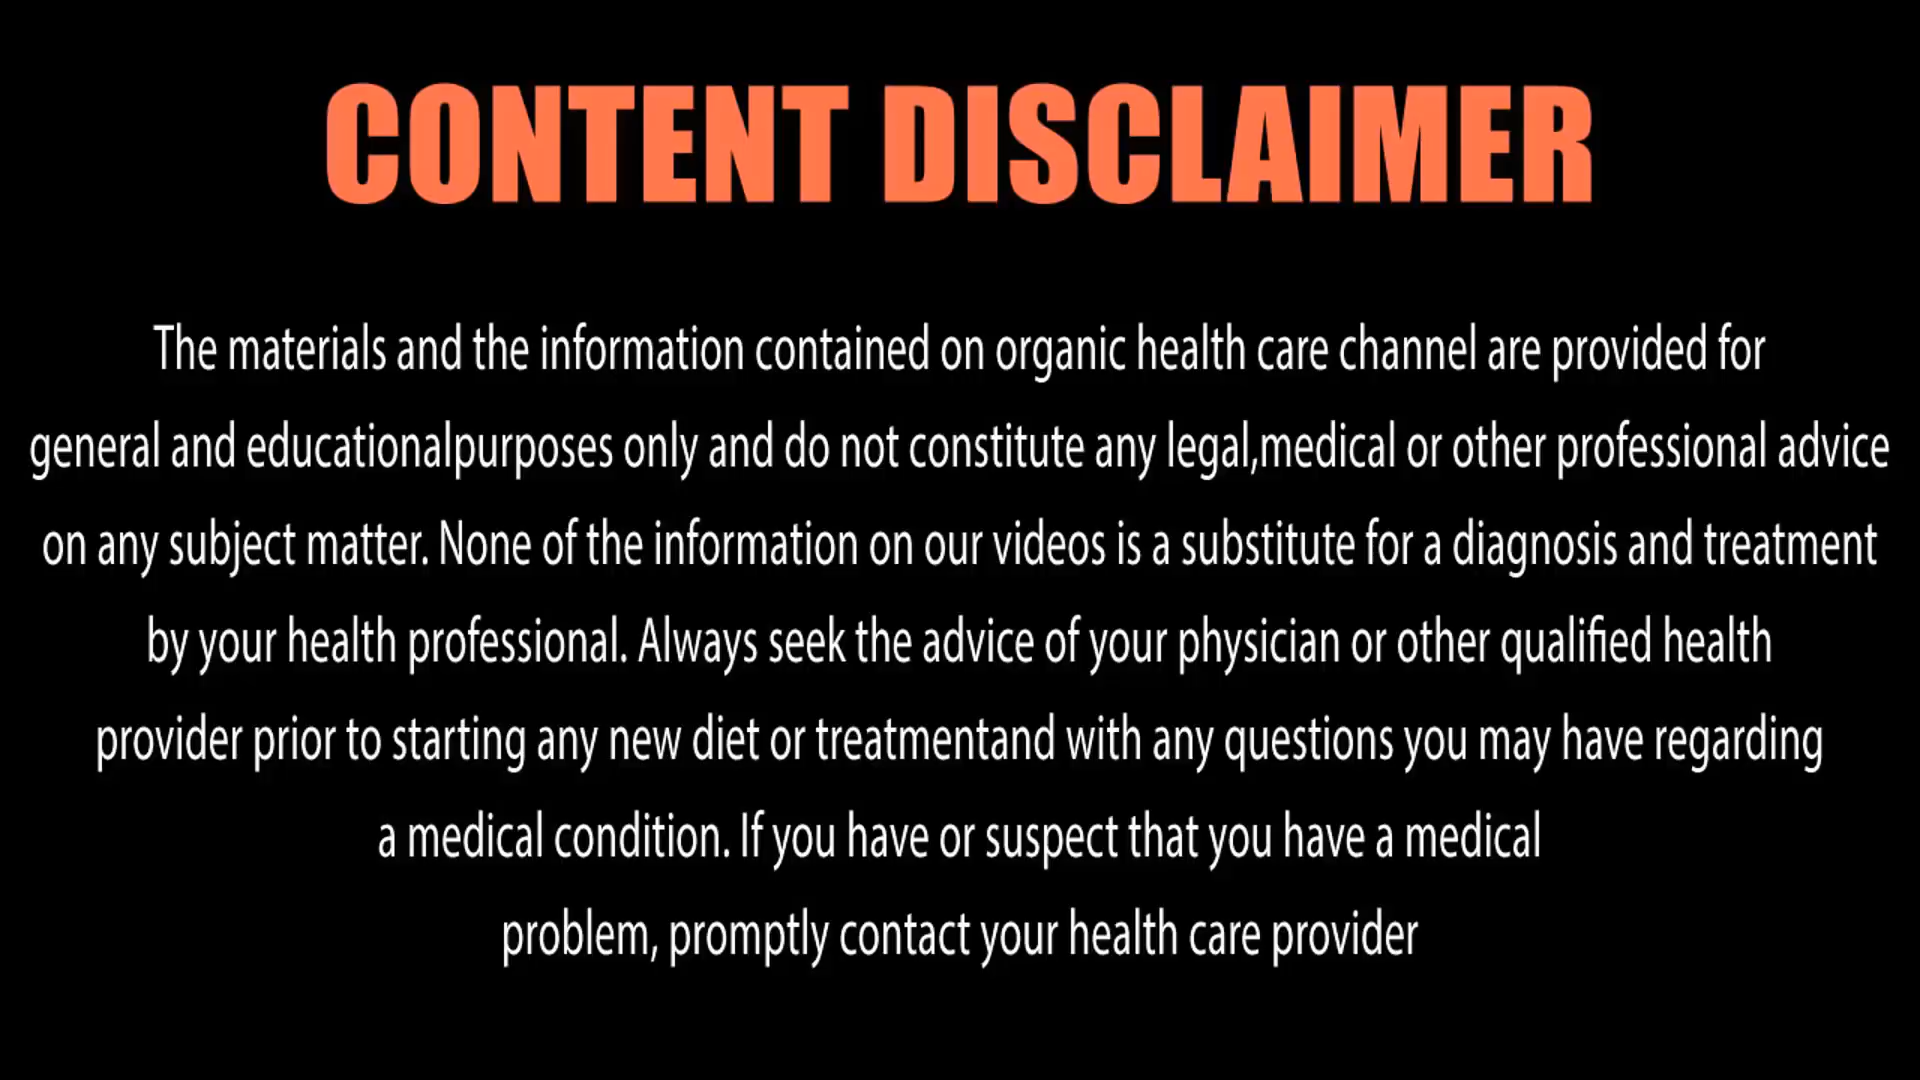 CONTENT DISCLAIMER
The materials and the information contained on organic health care channel are provided for
general and educationalpurposes only and do not constitute any legal,medical or other professional advice
on any subject matter. None of the information on our videos is a substitute for a diagnosis and treatment
by your health professional. Always seek the advice of your physician or other qualified health
provider prior to starting any new diet or treatmentand with any questions you may have regarding
a medical condition. If you have or suspect that you have a medical
problem, promptly contact your health care provider